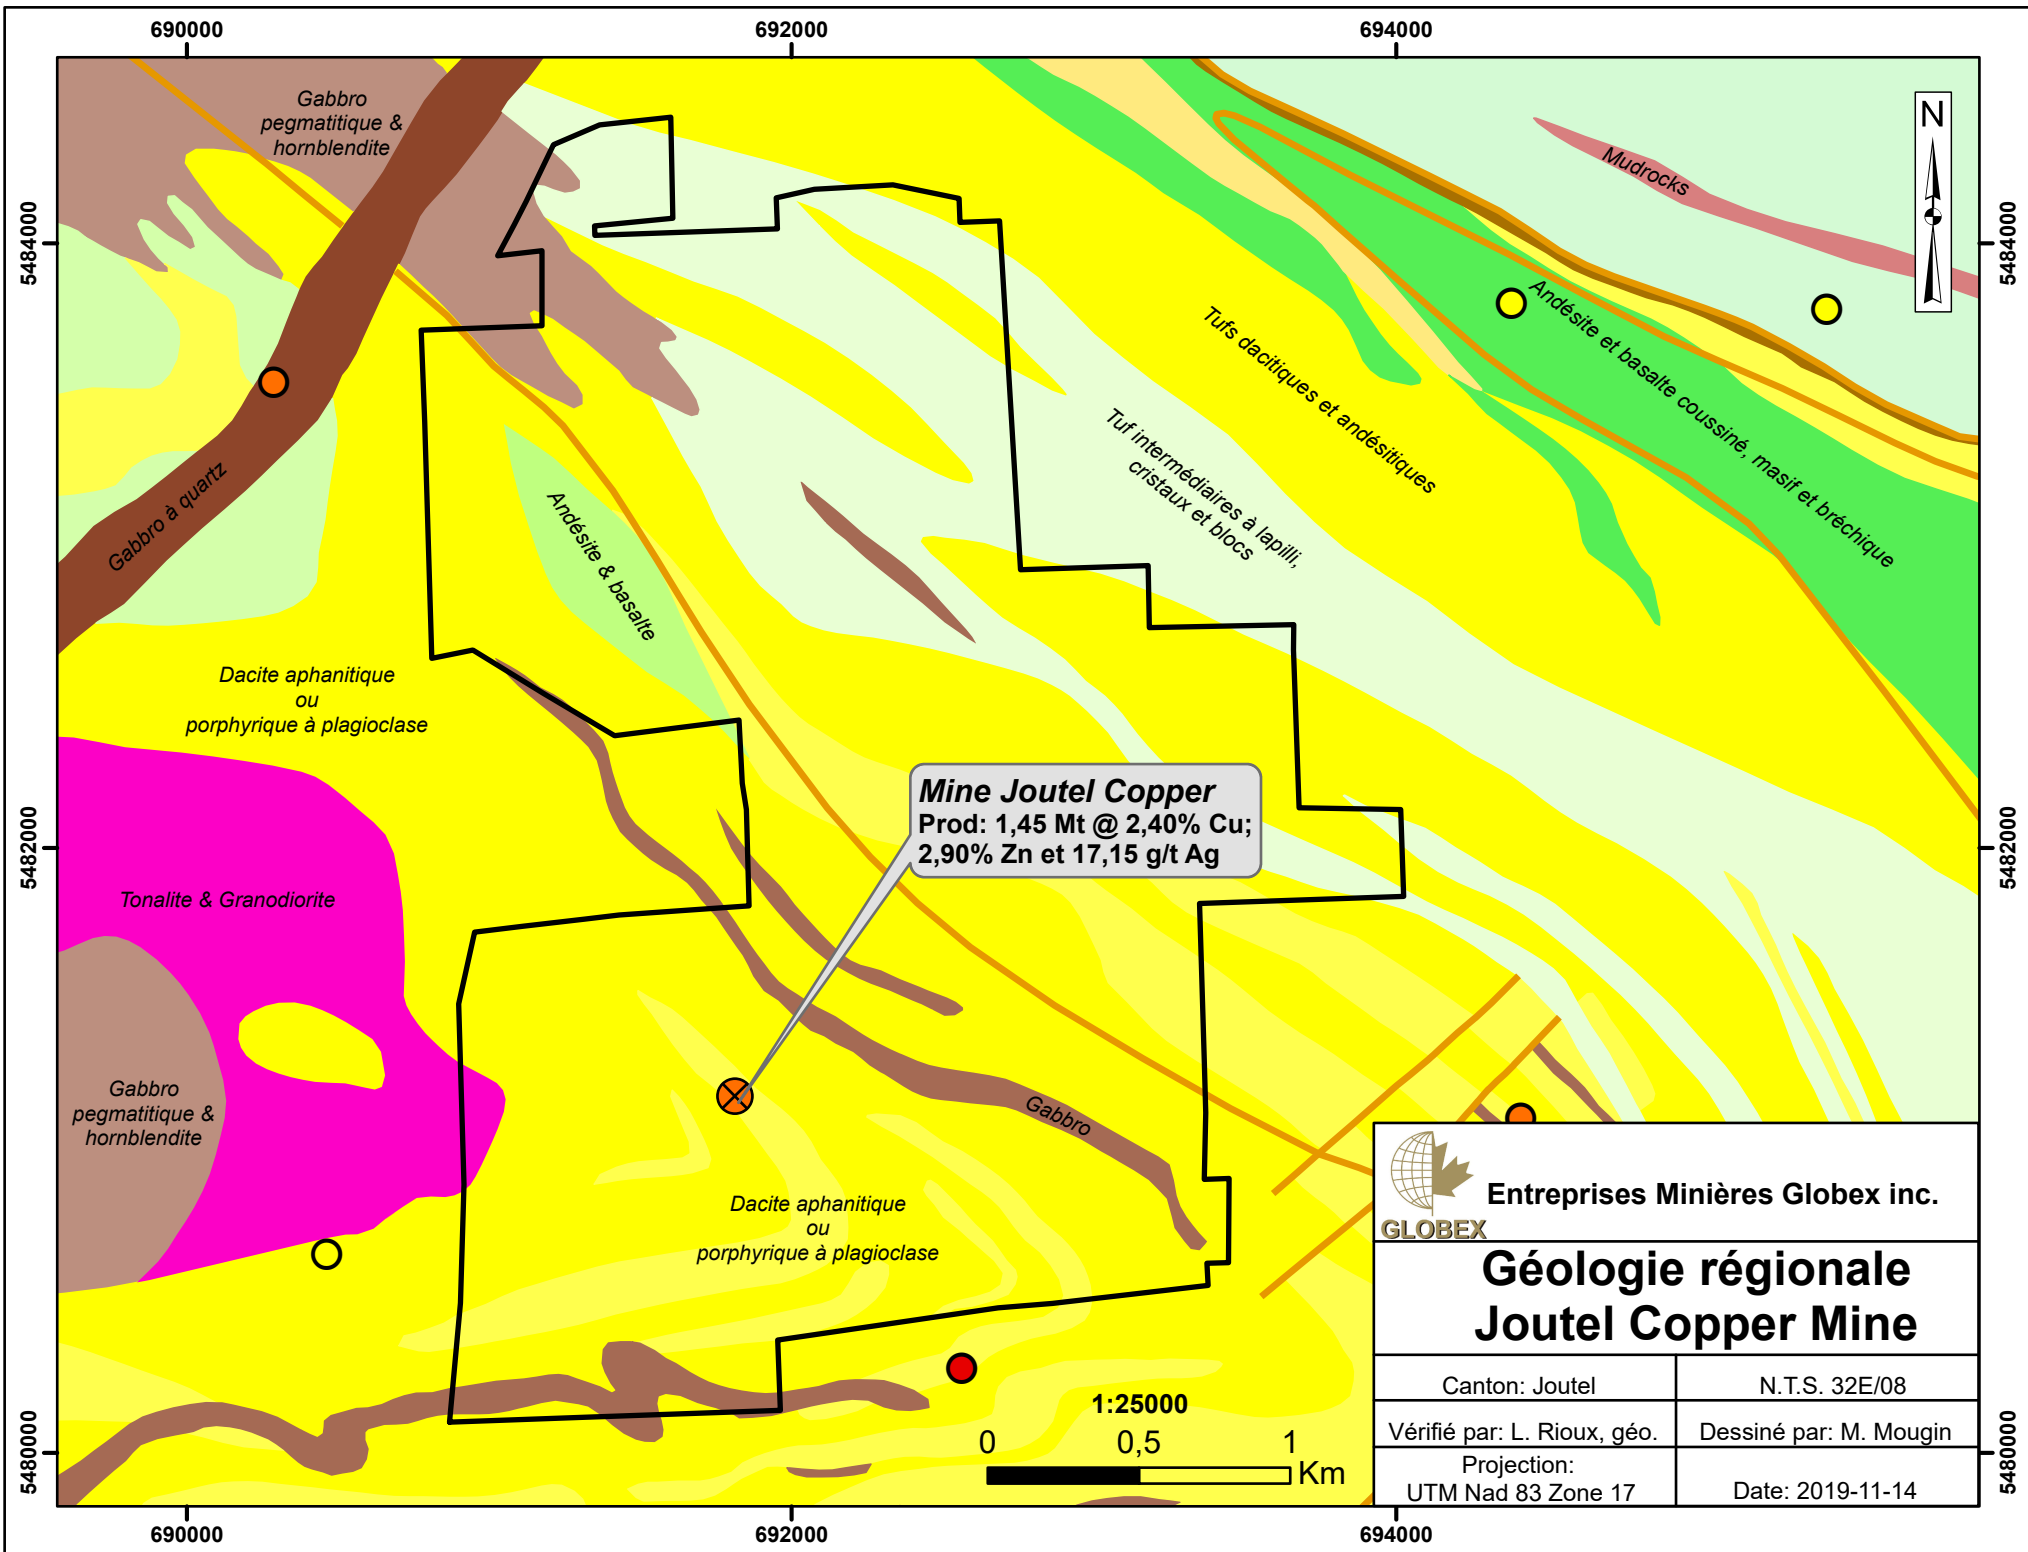 690000
692000
694000
Gabbro
pegmatitique &
hornblendite
N
Mudrocks
5484000
5484000
Andésite et basalte coussiné, masif et bréchique
Tufs dacitiques et andésitiques
Tuf intermédiaires à lapilli,
cristaux et blocs
Gabbro à quartz
Andésite & basalte
Dacite aphanitique
ou
porphyrique à plagioclase
Mine Joutel Copper
Prod: 1,45 Mt @ 2,40% Cu;
2,90% Zn et 17,15 g/t Ag
5482000
5482000
Tonalite & Granodiorite
Gabbro
pegmatitique &
hornblendite
Gabbro
Dacite aphanitique
ou
porphyrique à plagioclase
GLOBEX
Entreprises Minières Globex inc.
Géologie régionale
Joutel Copper Mine
Canton: Joutel
N.T.S. 32E/08
Vérifié par: L. Rioux, géo.
Dessiné par: M. Mougin
Projection:
UTM Nad 83 Zone 17
Date: 2019-11-14
1:25000
0 0,5 1
Km
5480000
5480000
690000
692000
694000